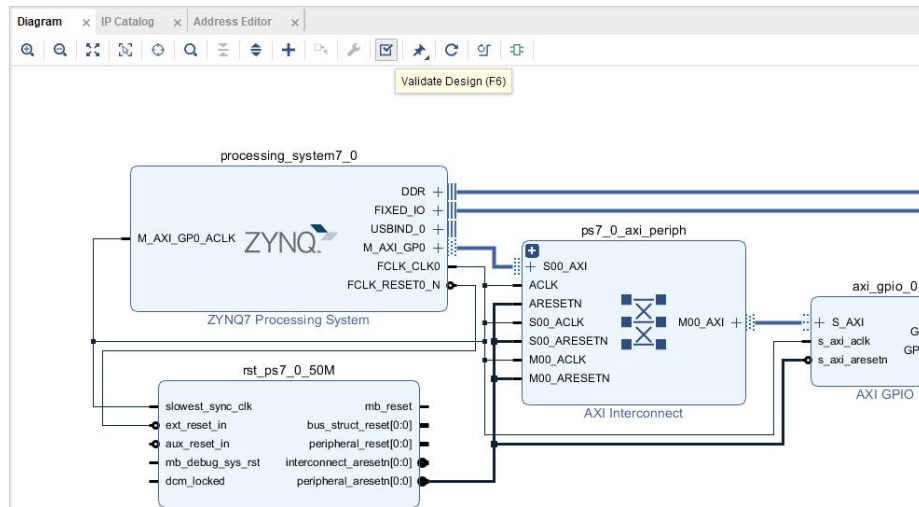 Diagram
IP Catalog
Address Editor
Validate Design (F6)
processing_system7_0
DDR
FIXED_IO
USBIND_0
M_AXI_GP0_ACLK
ZYNQ
M_AXI_GP0
FCLK_CLK0
FCLK_RESET0_N
ZYNQ7 Processing System
ps7_0_axi_periph
S00_AXI
ACLK
ARESETN
S00_ACLK
M00_AXI
S00_ARESETN
M00_ACLK
M00_ARESETN
AXI Interconnect
axi_gpio_0
S_AXI
s_axi_aclk
s_axi_aresetn
G
GP
AXI GPIO
rst_ps7_0_50M
slowest_sync_clk
mb_reset
ext_reset_in
bus_struct_reset[0:0]
aux_reset_in
peripheral_reset[0:0]
mb_debug_sys_rst
interconnect_aresetn[0:0]
dcm_locked
peripheral_aresetn[0:0]